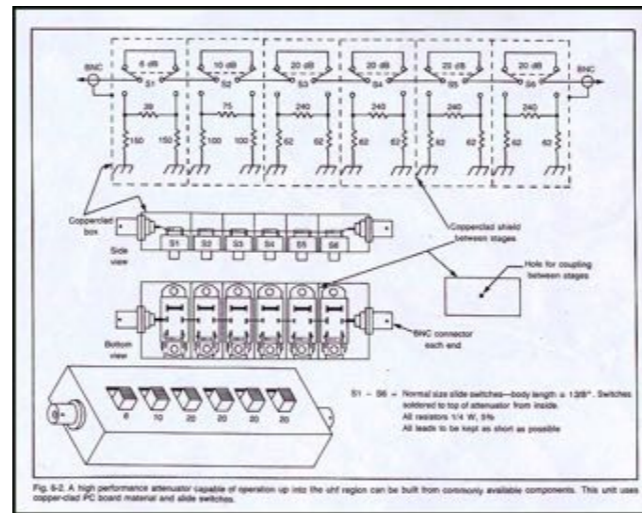 6 dB 10 dB 20 dB 20 dB 20 dB 20 dB
BNC S1 S2 S3 S4 S5 S6 BNC
39 75 240 240 240 240
150 150 100 100 62 62 62 62 62 62 62 62
Copperclad
box
Side
view
S1 S2 S3 S4 S5 S6
Copperclad shield
between stages
Hole for coupling
between stages
Bottom
view
BNC connector
each end
6 10 20 20 20 20
S1 – S6 = Normal size slide switches—body length = 13/8". Switches
soldered to top of attenuator from inside.
All resistors 1/4 W, 5%
All leads to be kept as short as possible
Fig. 6-2. A high performance attenuator capable of operation up into the uhf region can be built from commonly available components. This unit uses
copper-clad PC board material and slide switches.